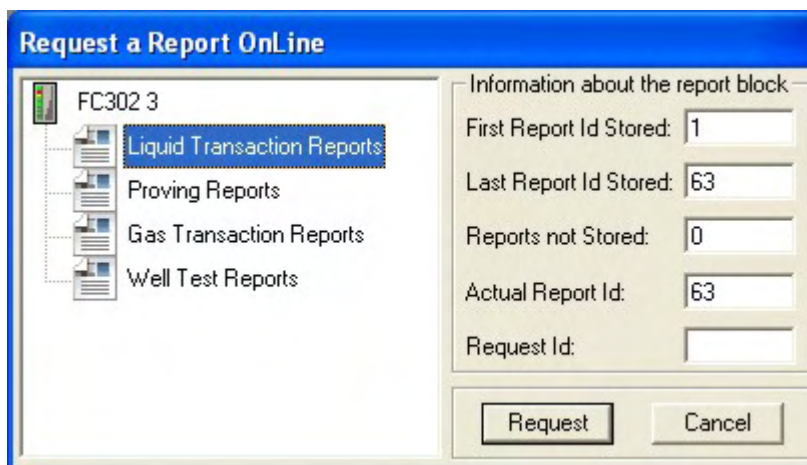 Request a Report OnLine
FC302 3
Liquid Transaction Reports
Proving Reports
Gas Transaction Reports
Well Test Reports
Information about the report block
First Report Id Stored: 1
Last Report Id Stored: 63
Reports not Stored: 0
Actual Report Id: 63
Request Id:
Request Cancel